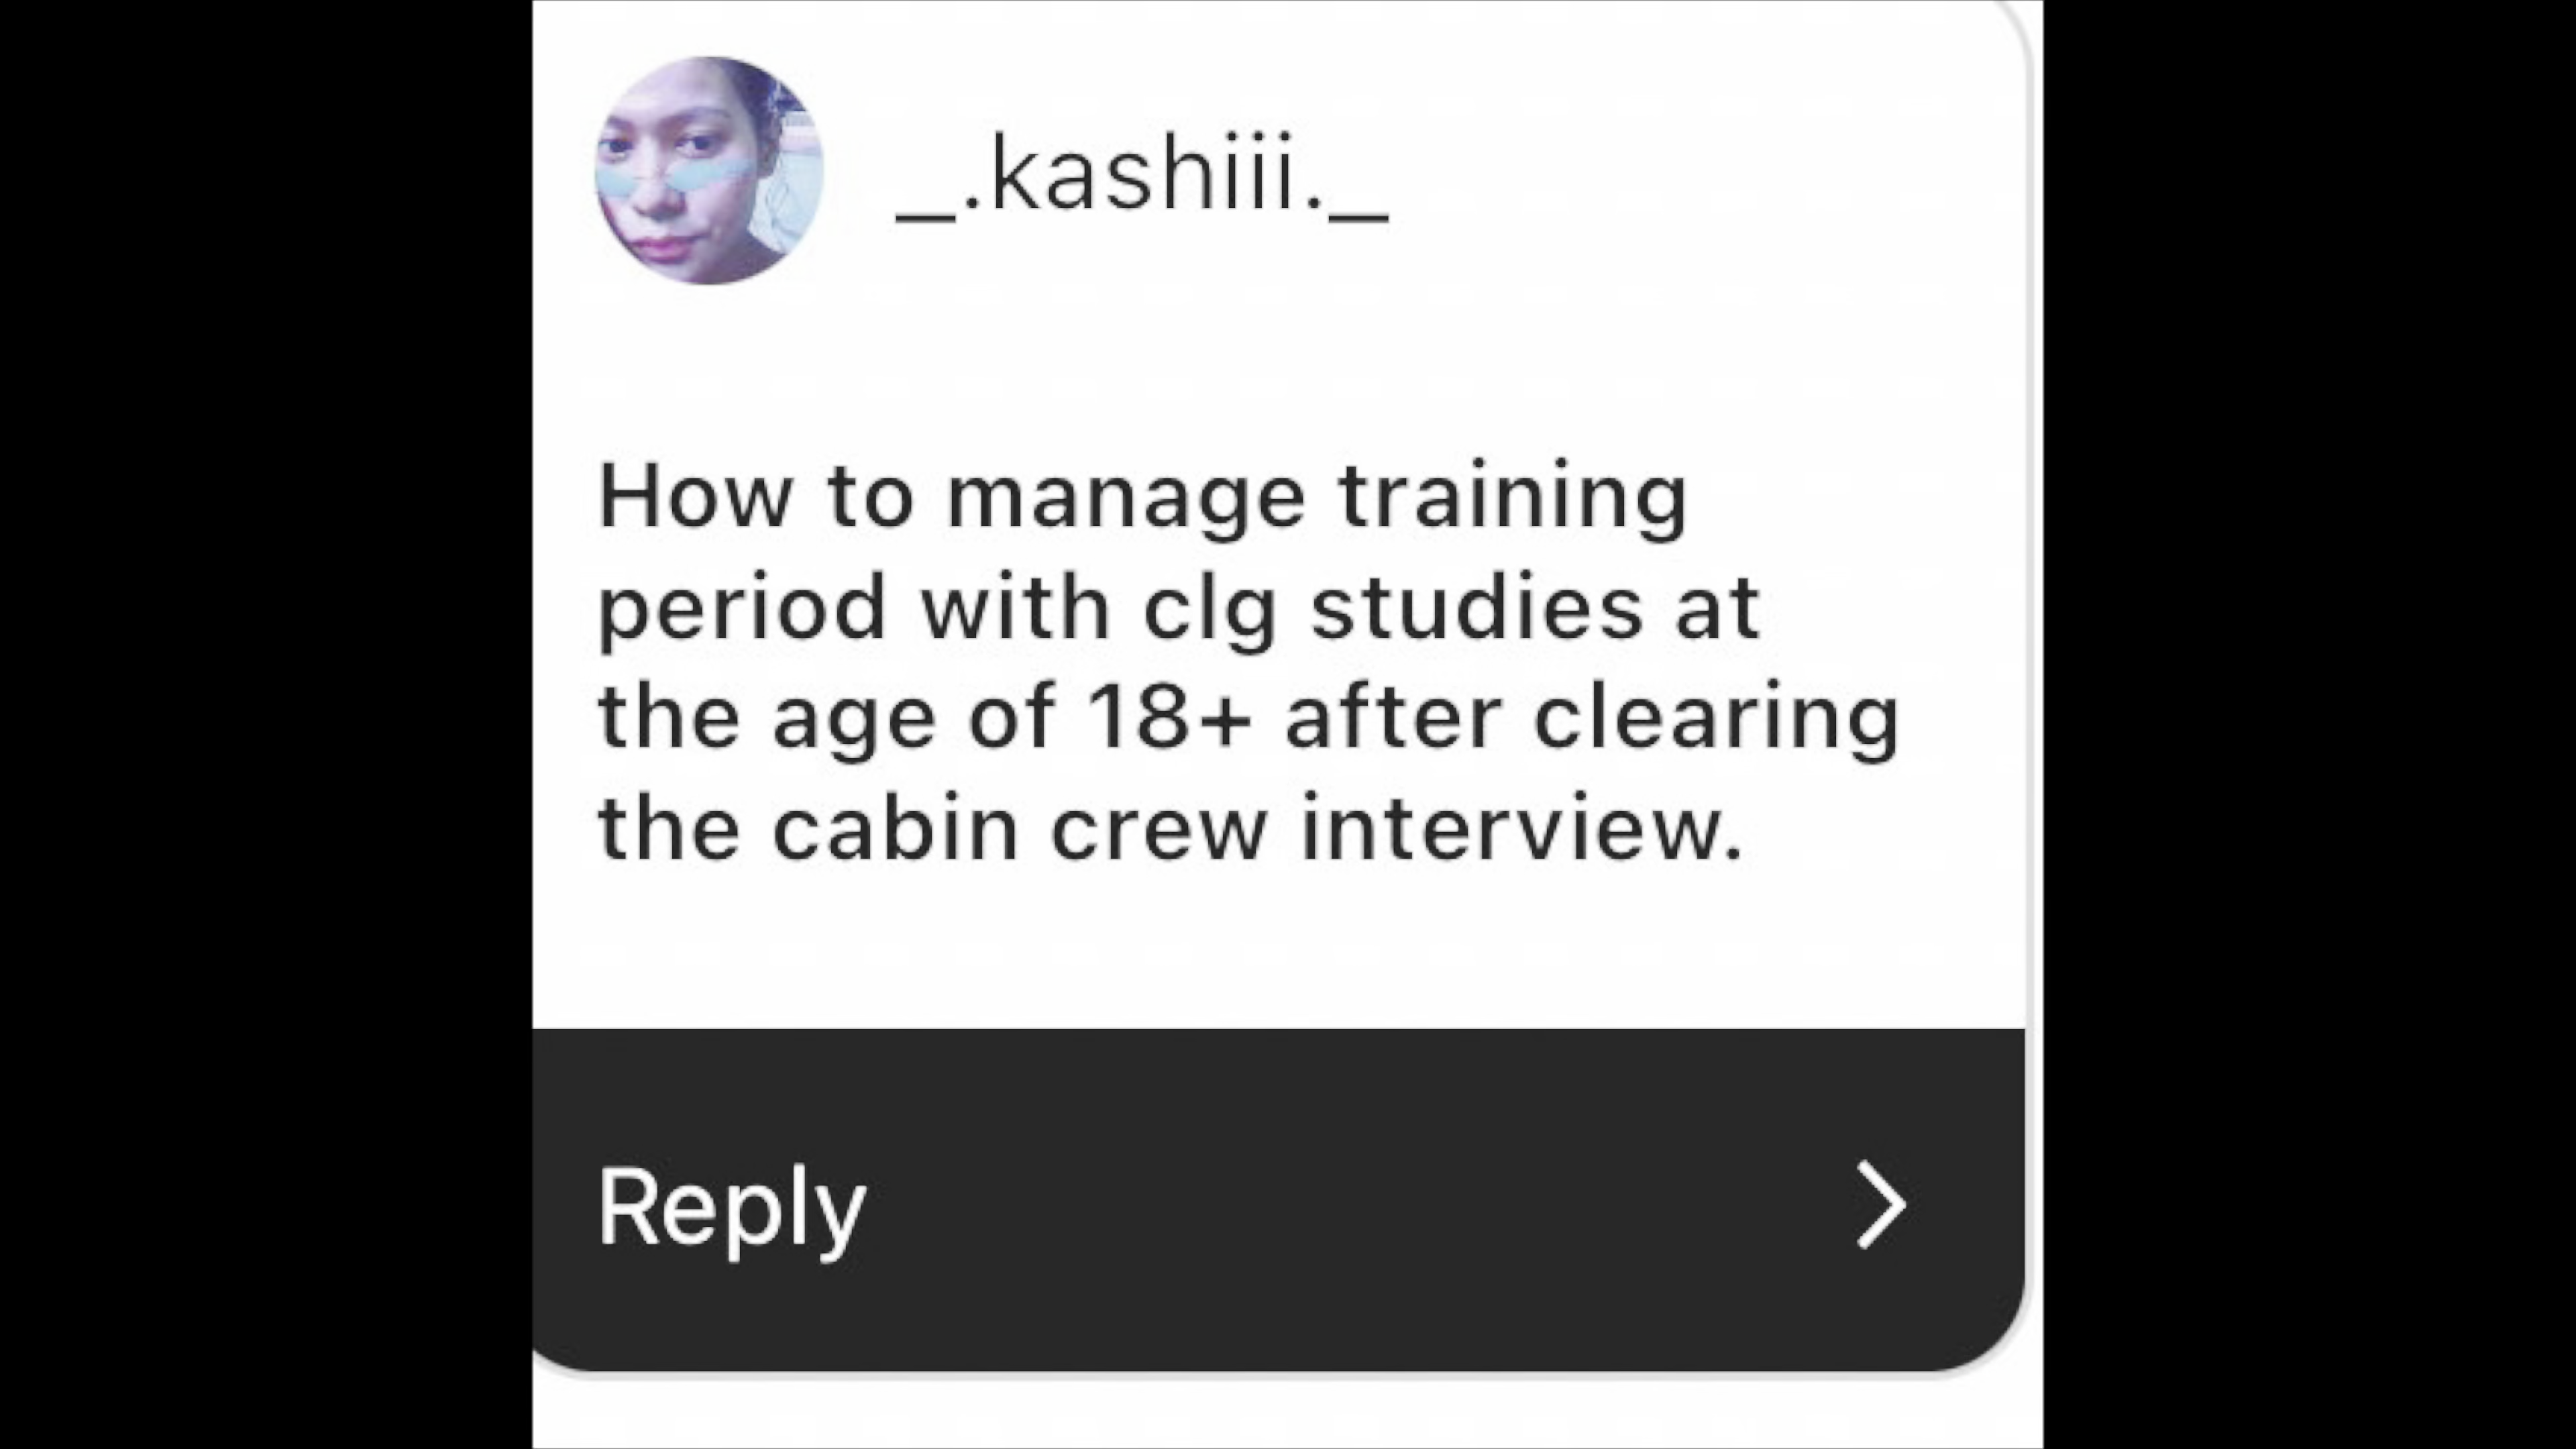 _.kashiii._
How to manage training
period with clg studies at
the age of 18+ after clearing
the cabin crew interview.
Reply